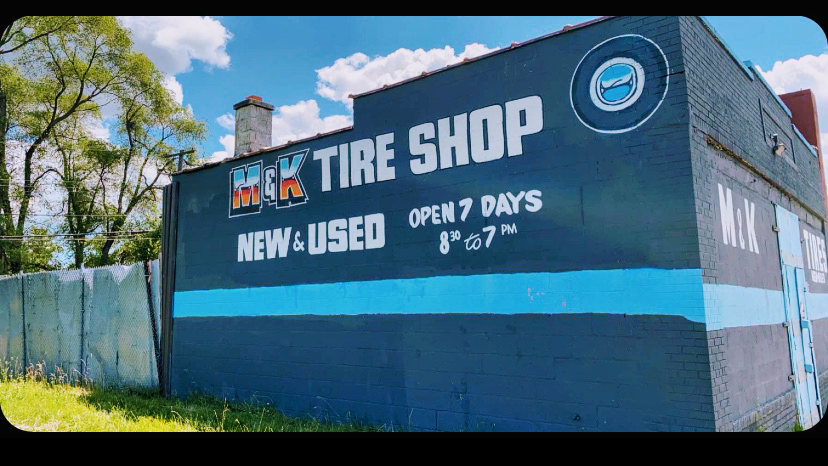 M&K TIRE SHOP
NEW & USED
OPEN 7 DAYS
8³⁰ to 7 PM
M & K
TIRES